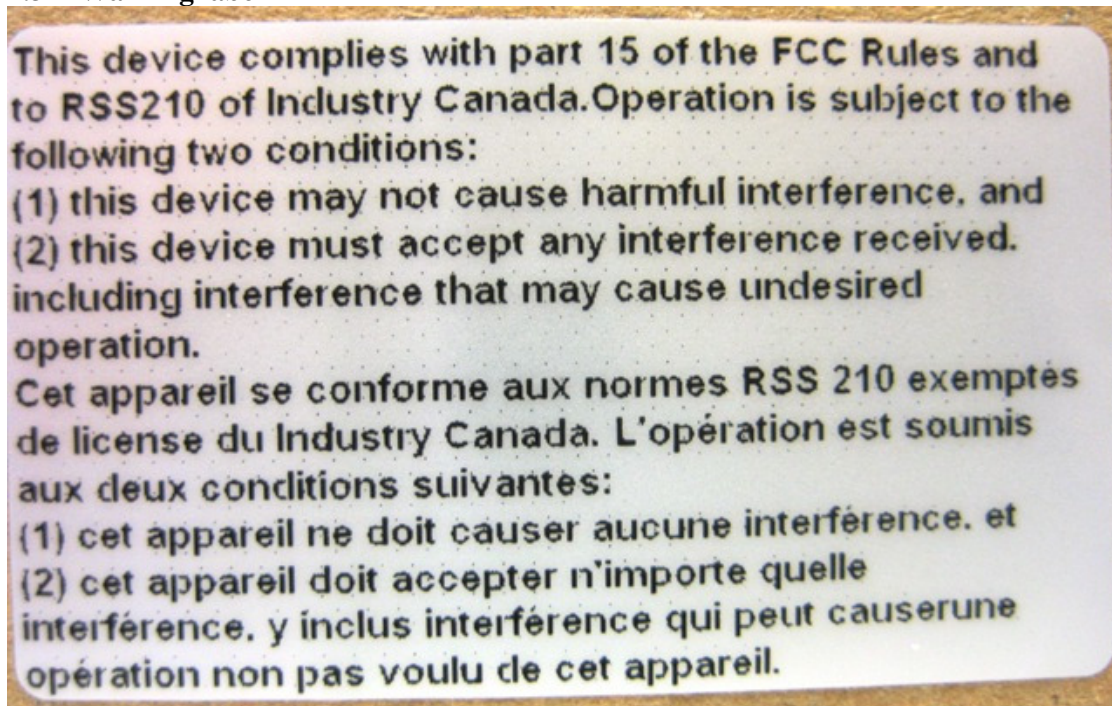 This device complies with part 15 of the FCC Rules and
to RSS210 of Industry Canada.Operation is subject to the
following two conditions:
(1) this device may not cause harmful interference. and
(2) this device must accept any interference received.
including interference that may cause undesired
operation.
Cet appareil se conforme aux normes RSS 210 exemptés
de license du Industry Canada. L'opération est soumis
aux deux conditions suivantes:
(1) cet appareil ne doit causer aucune interférence. et
(2) cet appareil doit accepter n'importe quelle
interférence. y inclus interférence qui peut causerune
opération non pas voulu de cet appareil.